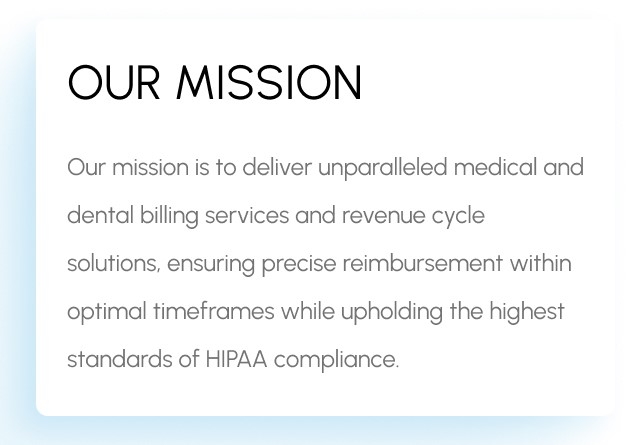 OUR MISSION
Our mission is to deliver unparalleled medical and
dental billing services and revenue cycle
solutions, ensuring precise reimbursement within
optimal timeframes while upholding the highest
standards of HIPAA compliance.